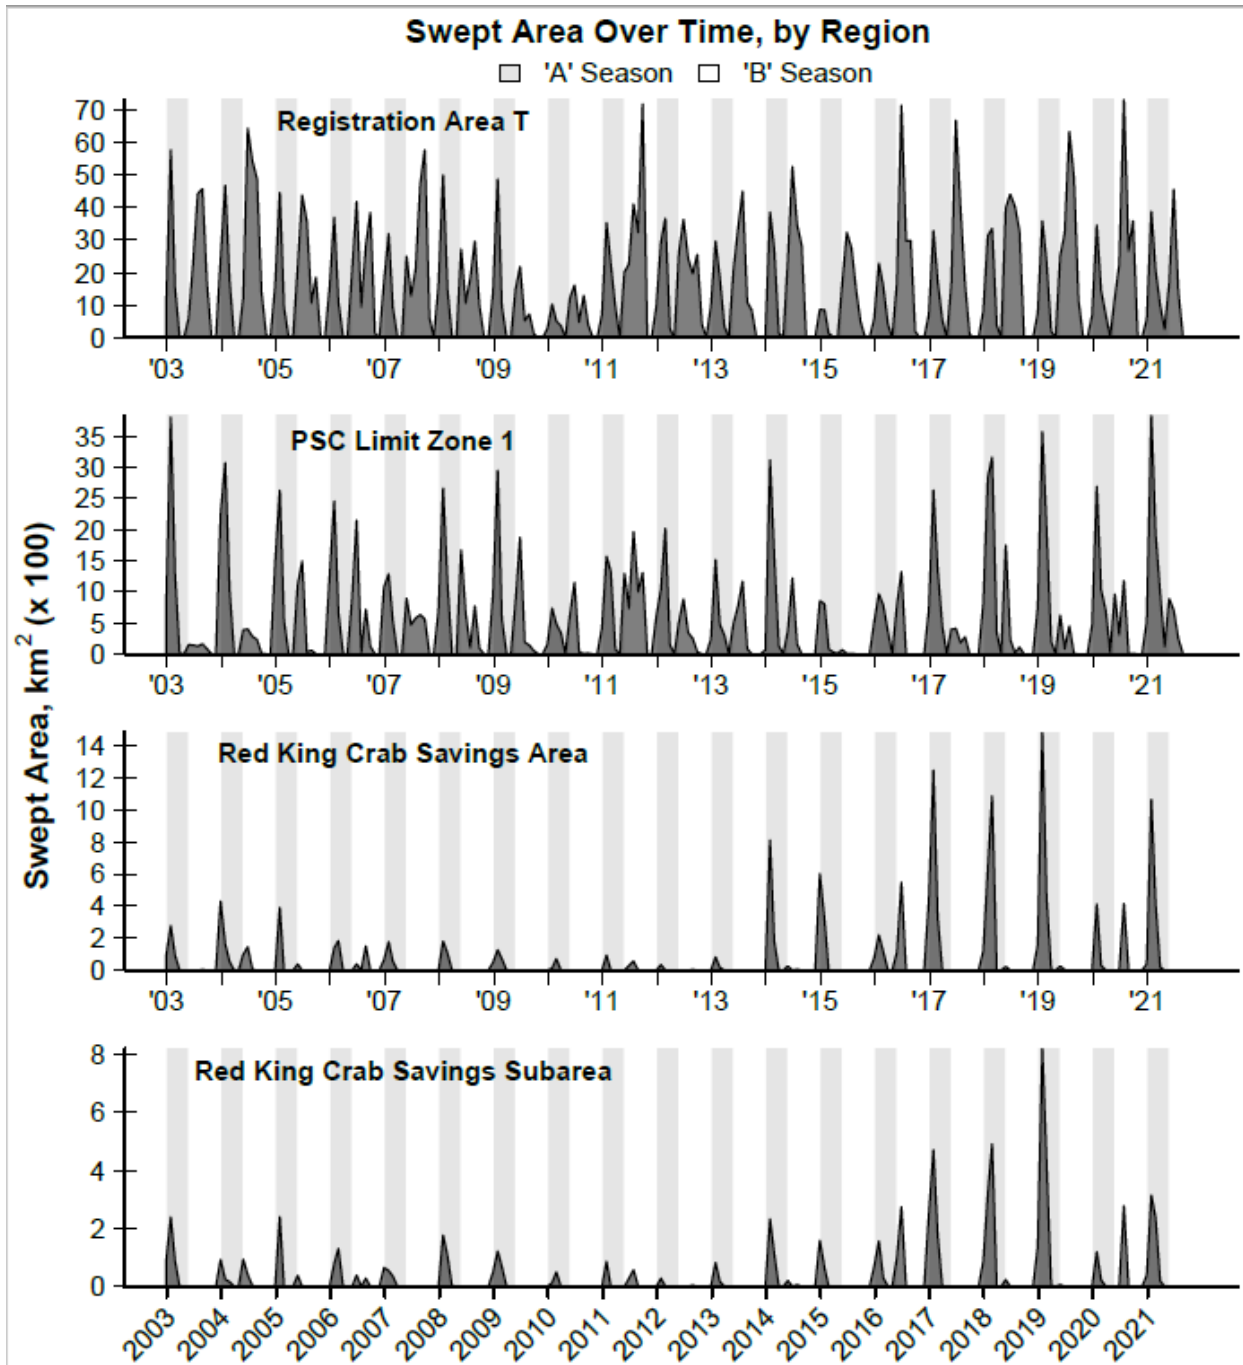 Swept Area Over Time, by Region
'A' Season 'B' Season
Swept Area, km² (x 100)
Registration Area T
70
60
50
40
30
20
10
0
'03 '05 '07 '09 '11 '13 '15 '17 '19 '21
PSC Limit Zone 1
35
30
25
20
15
10
5
0
'03 '05 '07 '09 '11 '13 '15 '17 '19 '21
Red King Crab Savings Area
14
12
10
8
6
4
2
0
'03 '05 '07 '09 '11 '13 '15 '17 '19 '21
Red King Crab Savings Subarea
8
6
4
2
0
2003 2004 2005 2006 2007 2008 2009 2010 2011 2012 2013 2014 2015 2016 2017 2018 2019 2020 2021